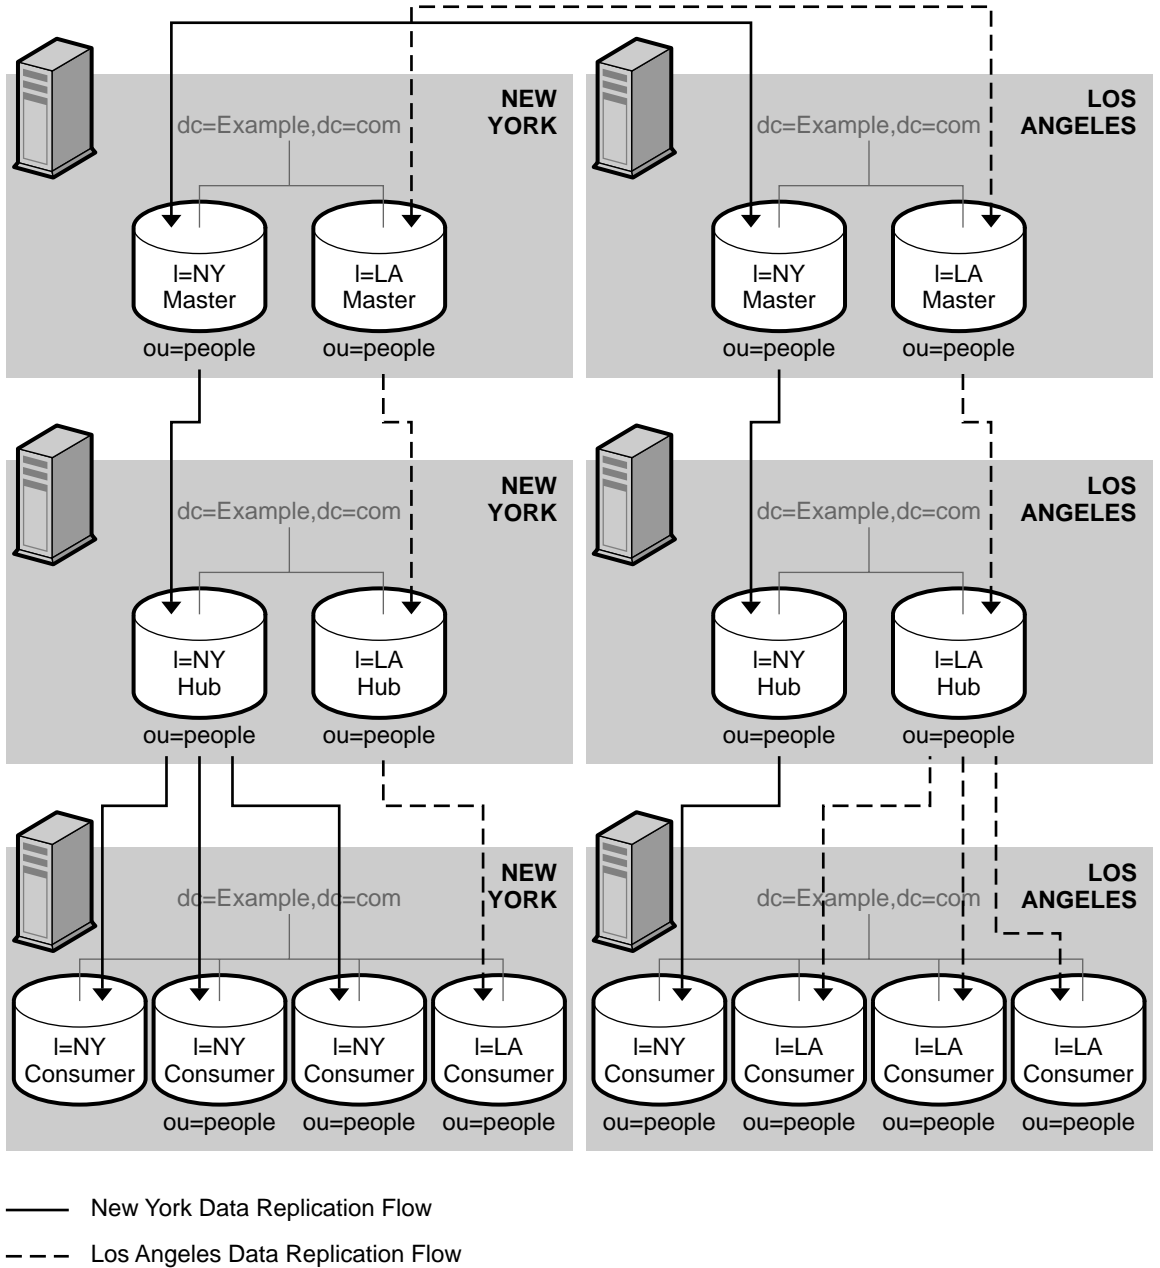 NEW
YORK
dc=Example,dc=com
l=NY
Master
l=LA
Master
ou=people
ou=people
LOS
ANGELES
dc=Example,dc=com
l=NY
Master
l=LA
Master
ou=people
ou=people
NEW
YORK
dc=Example,dc=com
l=NY
Hub
l=LA
Hub
ou=people
ou=people
LOS
ANGELES
dc=Example,dc=com
l=NY
Hub
l=LA
Hub
ou=people
ou=people
NEW
YORK
dc=Example,dc=com
l=NY
Consumer
l=NY
Consumer
l=NY
Consumer
l=LA
Consumer
ou=people
ou=people
ou=people
LOS
ANGELES
dc=Example,dc=com
l=NY
Consumer
l=LA
Consumer
l=LA
Consumer
l=LA
Consumer
ou=people
ou=people
ou=people
ou=people
New York Data Replication Flow
Los Angeles Data Replication Flow